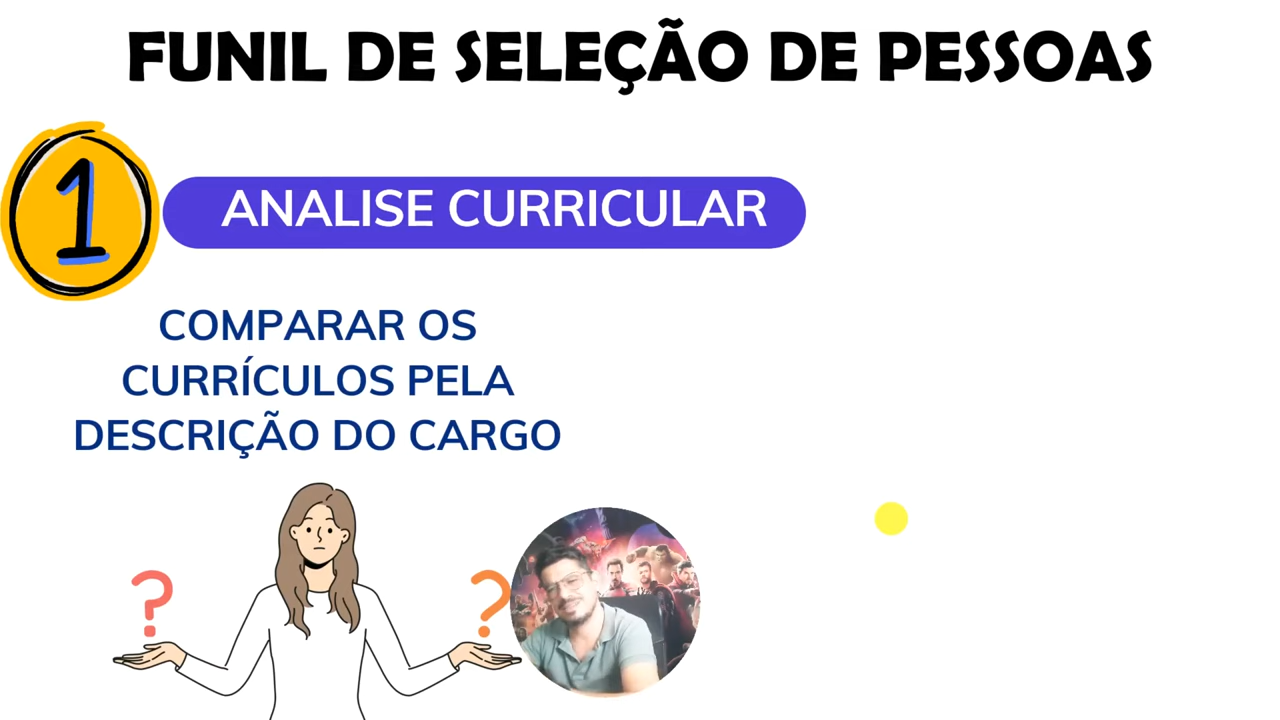 FUNIL DE SELEÇÃO DE PESSOAS
1
ANALISE CURRICULAR
COMPARAR OS
CURRÍCULOS PELA
DESCRIÇÃO DO CARGO
? ?